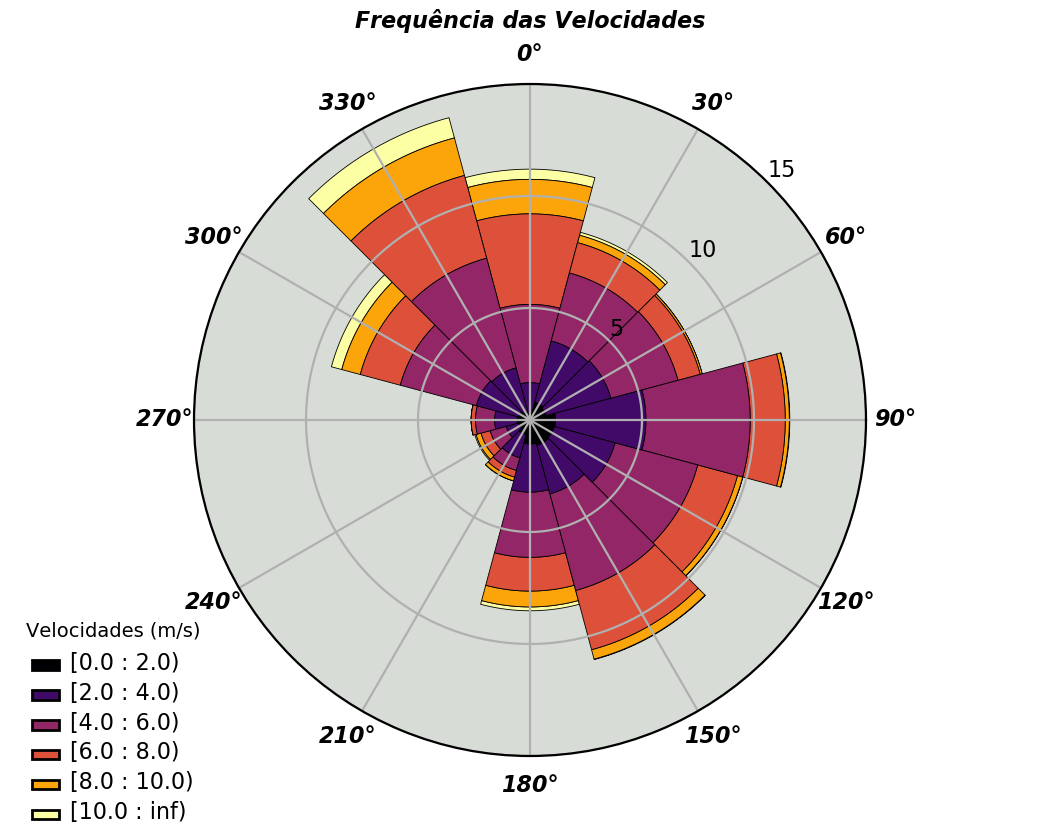 Frequência das Velocidades
0°
330°
30°
15
300°
60°
10
5
270°
90°
240°
120°
210°
150°
180°
Velocidades (m/s)
[0.0 : 2.0)
[2.0 : 4.0)
[4.0 : 6.0)
[6.0 : 8.0)
[8.0 : 10.0)
[10.0 : inf)